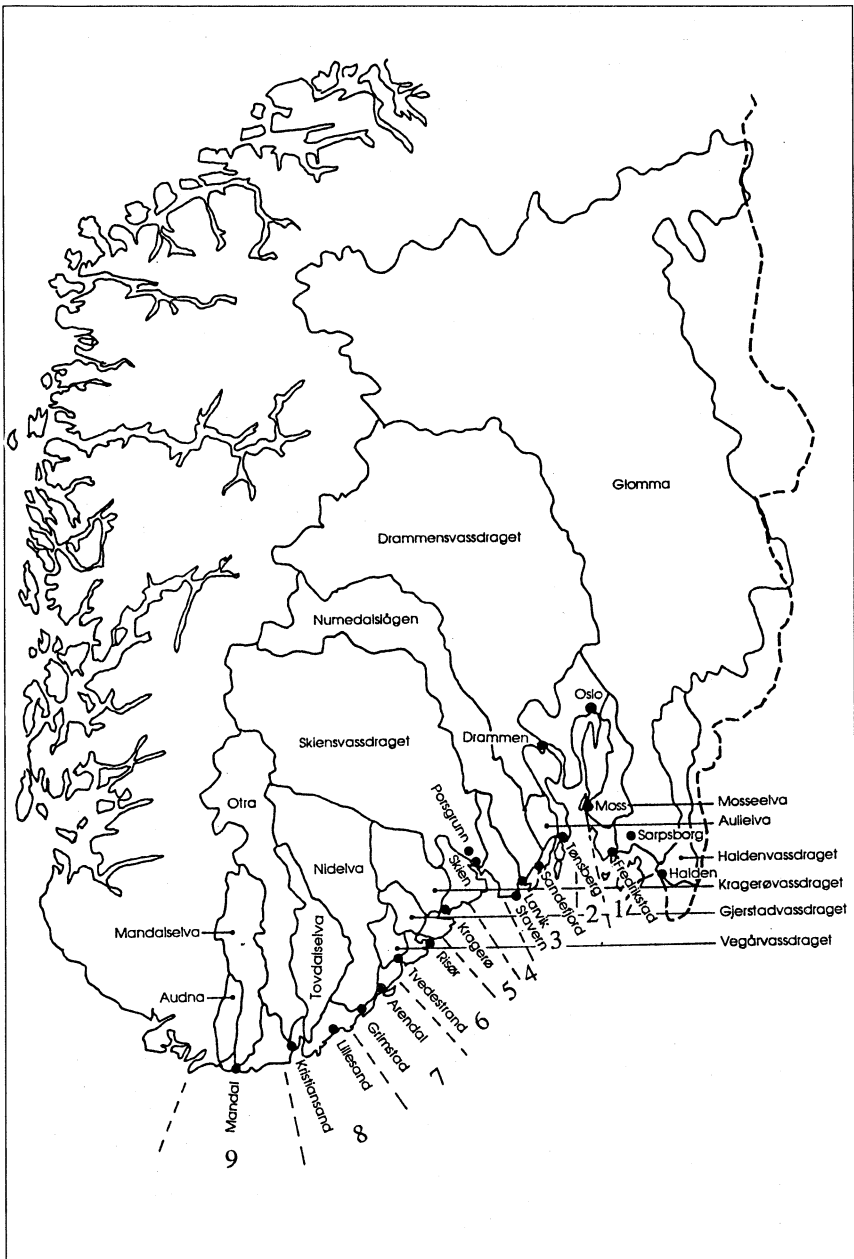 Glomma
Drammensvassdraget
Numedalslågen
Oslo
Skiensvassdraget
Drammen
Otra
Porsgrunn
Moss
Mosseelva
Aulielva
Sarpsborg
Skien
Tønsberg
Fredrikstad
Haldenvassdraget
Halden
Nidelva
Sandefjord
Larvik
Stavern
Kragerøvassdraget
Gjerstadvassdraget
Kragerø
Mandalselva
Tovdalselva
Risør
Vegårvassdraget
Audna
Tvedestrand
Arendal
Grimstad
Lillesand
Kristiansand
Mandal
1
2
3
4
5
6
7
8
9